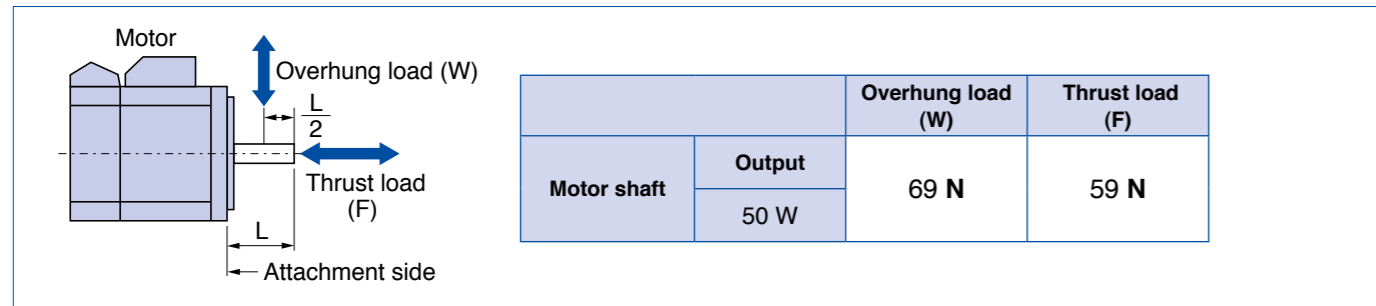 Motor
Overhung load (W)
L
2
Thrust load
(F)
L
Attachment side
Overhung load
(W)
Thrust load
(F)
Motor shaft
Output
69 N
59 N
50 W